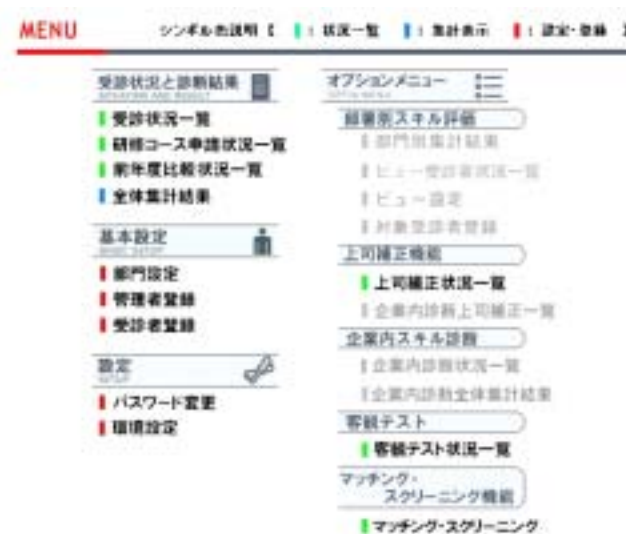 MENU
シンボル色説明【 : 状況一覧 : 集計表示 : 設定・登録 】
受診状況と診断結果
受診状況一覧
研修コース申請状況一覧
前年度比較状況一覧
全体集計結果
基本設定
BASIC SETUP
部門設定
管理者登録
受診者登録
設定
SETUP
パスワード変更
環境設定
オプションメニュー
OPTION MENU
部署別スキル評価
部門別集計結果
ビュー受診者状況一覧
ビュー設定
対象受診者登録
上司補正機能
上司補正状況一覧
企業内診断上司補正一覧
企業内スキル診断
企業内診断状況一覧
企業内診断全体集計結果
客観テスト
客観テスト状況一覧
マッチング・
スクリーニング機能
マッチング・スクリーニング